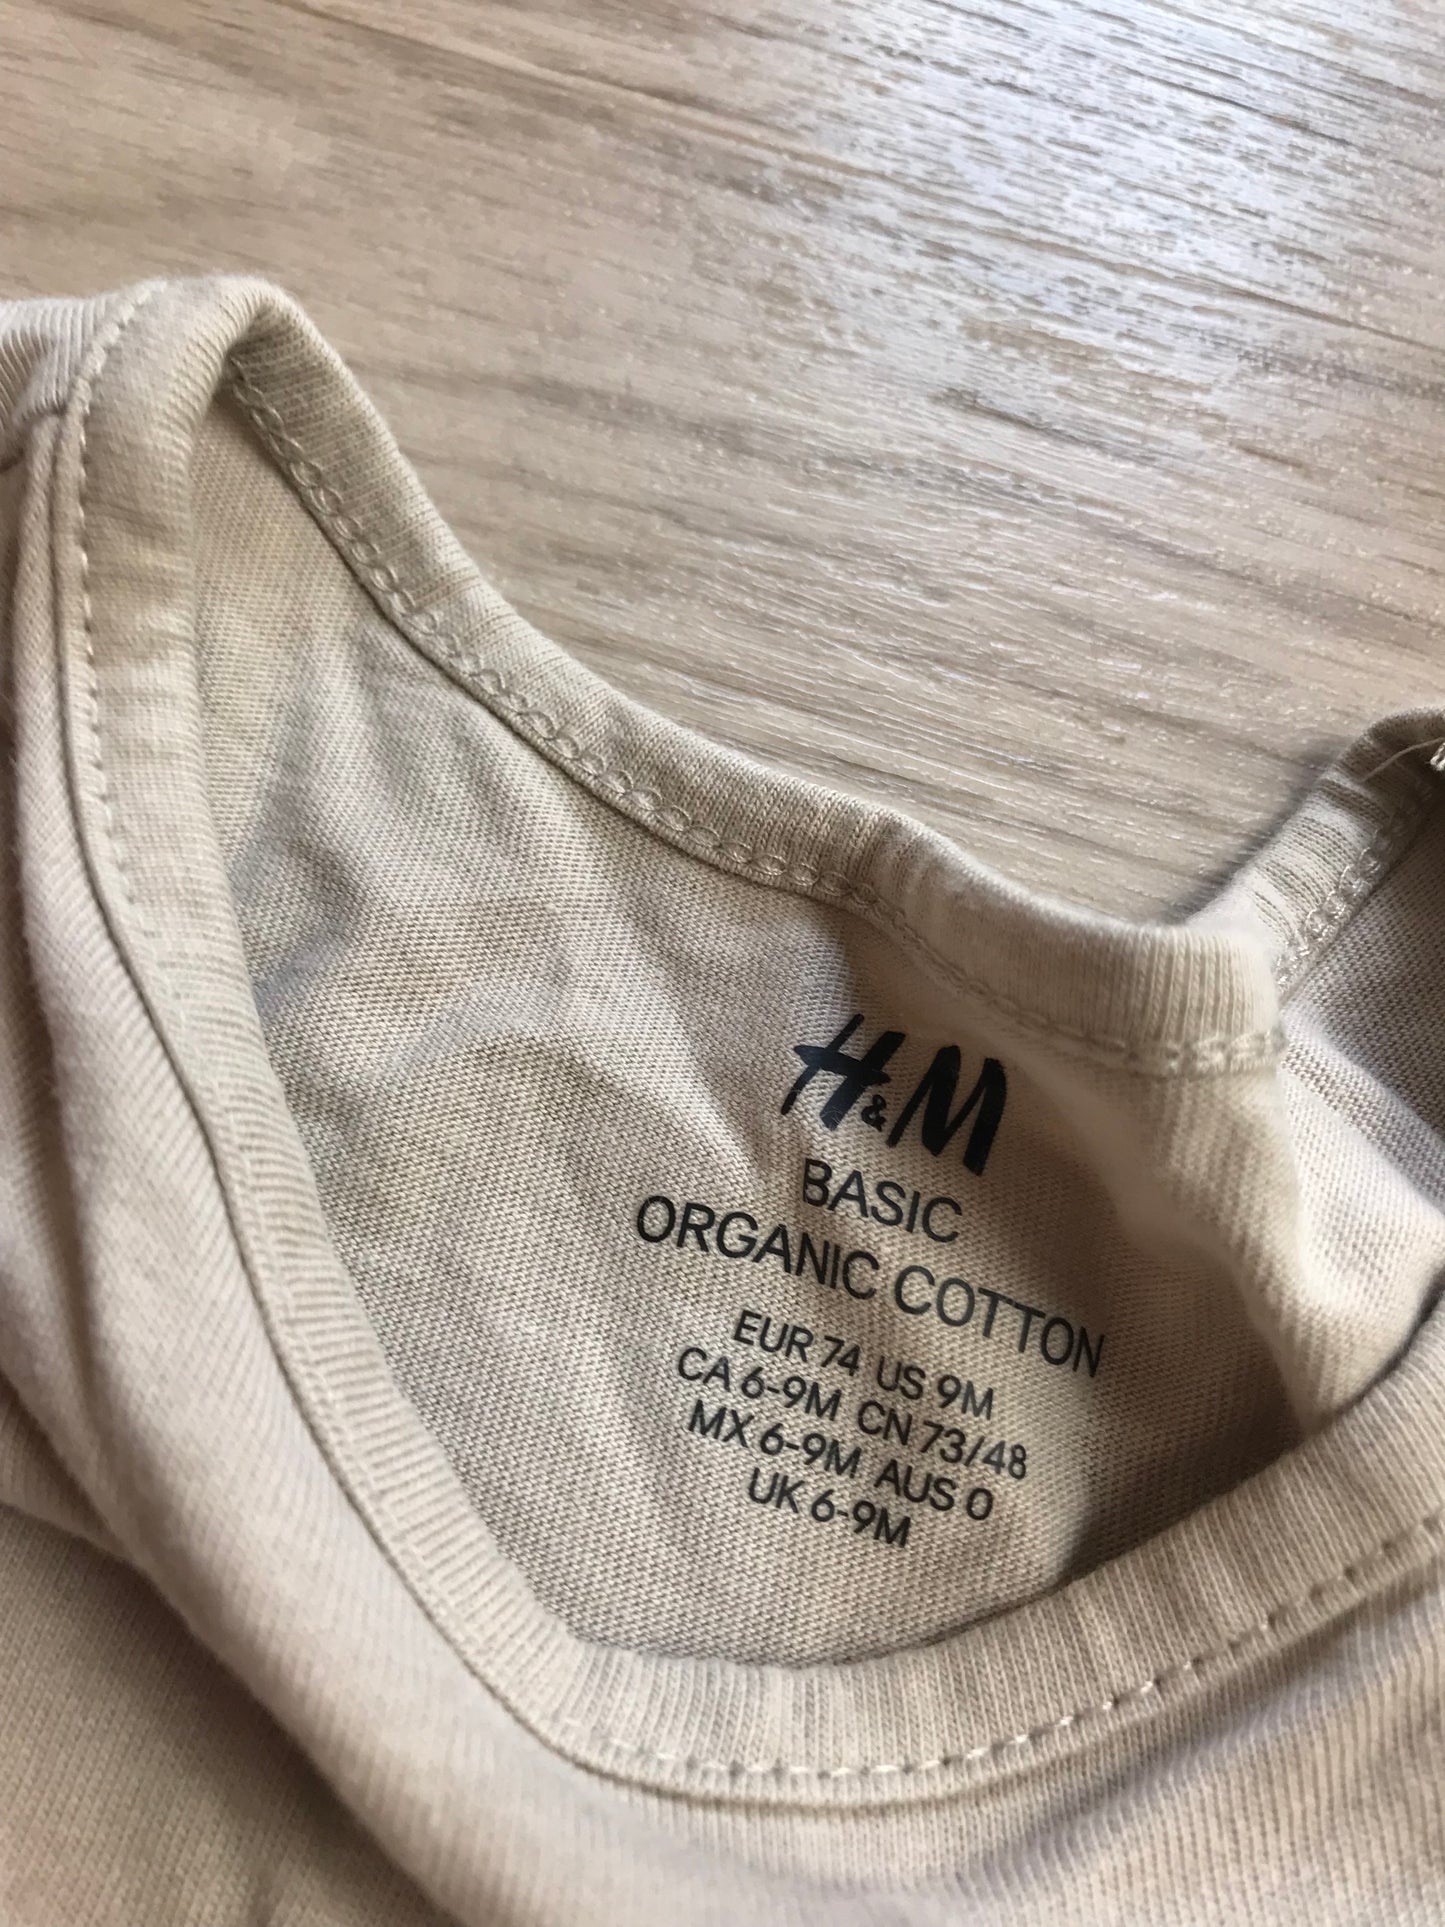 H&M
BASIC
ORGANIC COTTON
EUR 74 US 9M
CA 6-9M CN 73/48
MX 6-9M AUS 0
UK 6-9M